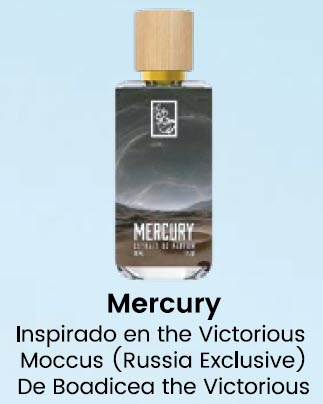 MERCURY
EXTRAIT DE PARFUM
Mercury
Inspirado en the Victorious
Moccus (Russia Exclusive)
De Boadicea the Victorious